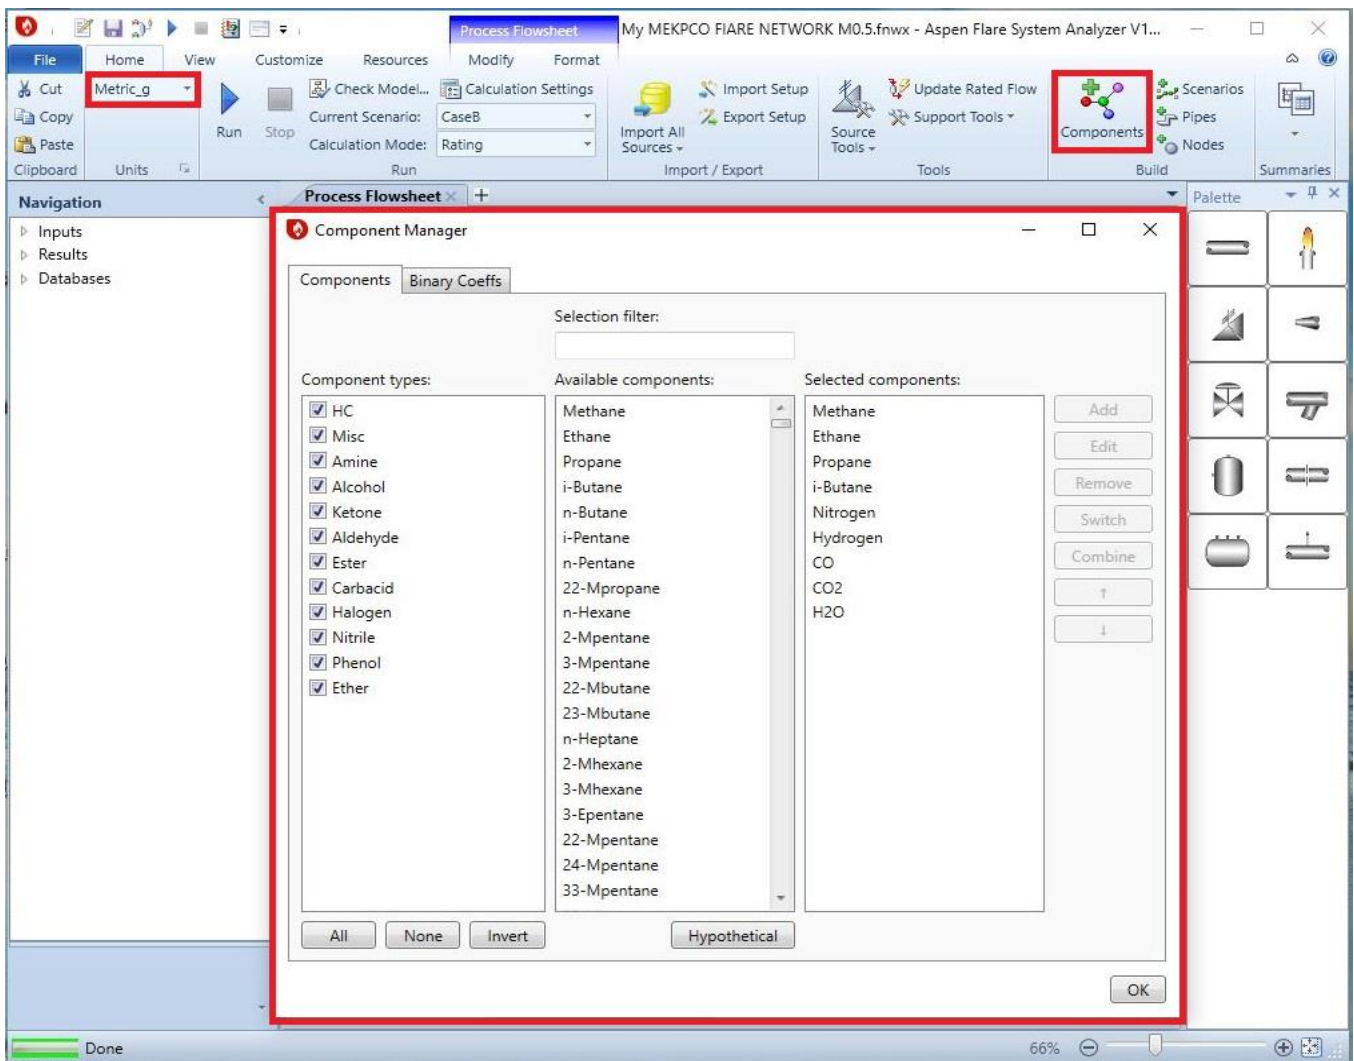 Process Flowsheet
My MEKPCO FIARE NETWORK M0.5.fnwx - Aspen Flare System Analyzer V1...
File Home View Customize Resources Modify Format
Cut
Copy
Paste
Clipboard
Metric_g
Units
Run
Stop
Check Model... Calculation Settings
Current Scenario: CaseB
Calculation Mode: Rating
Run
Import All
Sources
Import Setup
Export Setup
Import / Export
Source
Tools
Update Rated Flow
Support Tools
Tools
Components
Scenarios
Pipes
Nodes
Build
Summaries
Navigation
Inputs
Results
Databases
Process Flowsheet
Palette
Component Manager
Components Binary Coeffs
Selection filter:
Component types:
HC
Misc
Amine
Alcohol
Ketone
Aldehyde
Ester
Carbacid
Halogen
Nitrile
Phenol
Ether
All None Invert
Available components:
Methane
Ethane
Propane
i-Butane
n-Butane
i-Pentane
n-Pentane
22-Mpropane
n-Hexane
2-Mpentane
3-Mpentane
22-Mbutane
23-Mbutane
n-Heptane
2-Mhexane
3-Mhexane
3-Epentane
22-Mpentane
24-Mpentane
33-Mpentane
Hypothetical
Selected components:
Methane
Ethane
Propane
i-Butane
Nitrogen
Hydrogen
CO
CO2
H2O
Add
Edit
Remove
Switch
Combine
OK
Done
66%